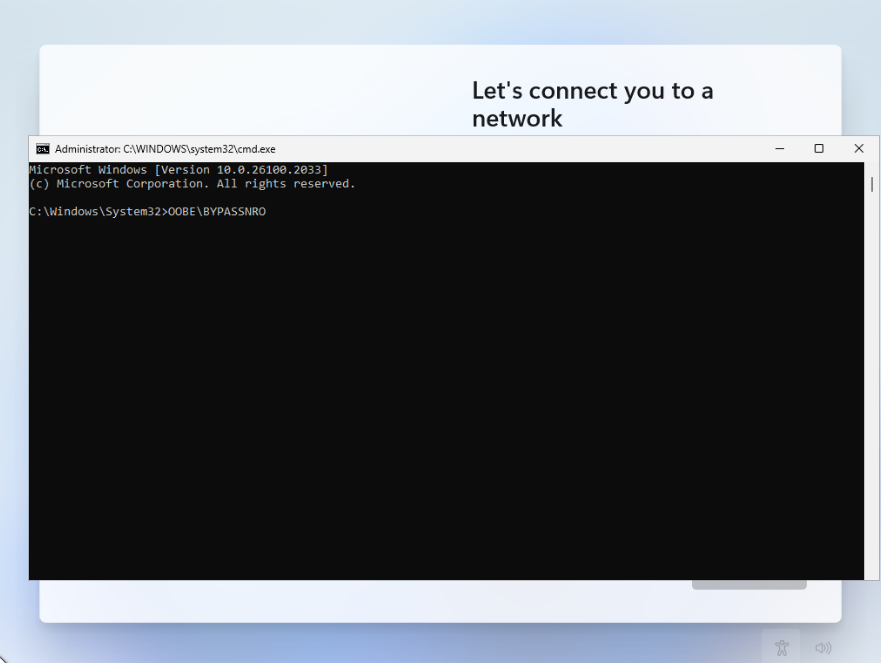 Let's connect you to a
network
Administrator: C:\WINDOWS\system32\cmd.exe
Microsoft Windows [Version 10.0.26100.2033]
(c) Microsoft Corporation. All rights reserved.
C:\Windows\System32>OOBE\BYPASSNRO